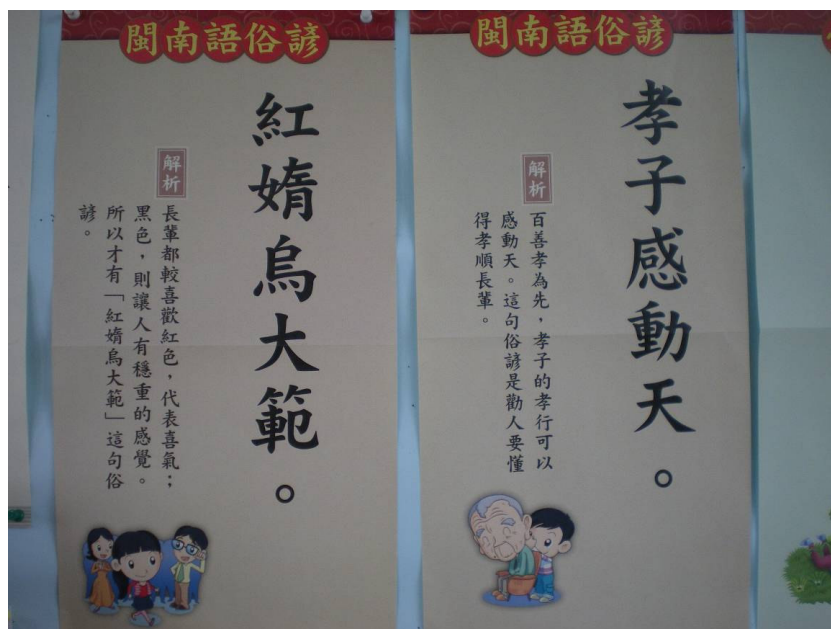 閩南語俗諺
紅媠烏大範。
解析
長輩都較喜歡紅色，代表喜氣；
黑色，則讓人有穩重的感覺。
所以才有「紅媠烏大範」這句俗
諺。
閩南語俗諺
孝子感動天。
解析
百善孝為先，孝子的孝行可以
感動天。這句俗諺是勸人要懂
得孝順長輩。